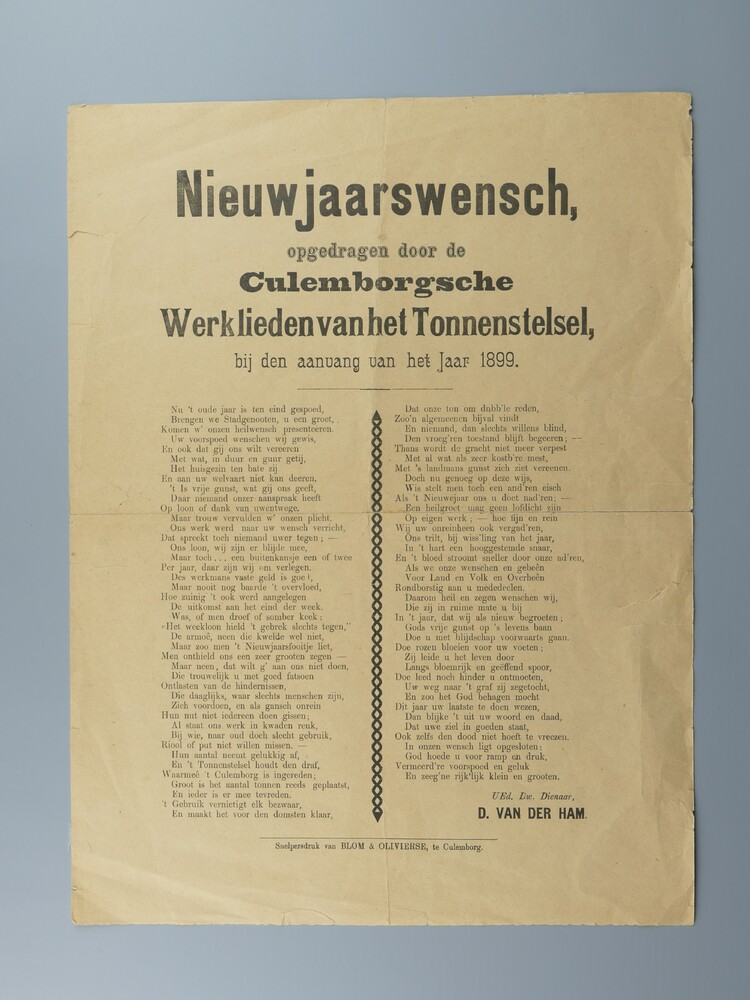 Nieuwjaarswensch,
opgedragen door de
Culemborgsche
Werklieden van het Tonnenstelsel,
bij den aanvang van het Jaar 1899.
Nu 't oude jaar is ten eind gespoed,
Brengen we Stadgenooten, u een groet,
Komen w' onzen heilwensch presenteeren.
Uw voorspoed wenschen wij gewis,
En ook dat gij ons wilt vereeren
Met wat, in duur en guur getij,
Het huisgezin ten bate zij
En aan uw welvaart niet kan deeren,
't Is vrije gunst, wat gij ons geeft,
Daar niemand onzer aanspraak heeft
Op loon of dank van uwentwege.
Maar trouw vervulden w' onzen plicht.
Ons werk werd naar uw wensch verricht,
Dat spreekt toch niemand uwer tegen; —
Ons loon, wij zijn er blijde mee,
Maar toch... een buitenkansje een of twee
Per jaar, daar zijn wij om verlegen.
Des werkmans vaste geld is goed,
Maar nooit nog baarde 't overvloed,
Hoe zuinig 't ook werd aangelegen
De uitkomst aan het eind der week.
Was, of men droef of somber keek:
„Het weekloon hield 't gebrek slechts tegen,"
De armoê, neen die kwelde wel niet,
Maar zoo men 't Nieuwjaarsfooitje liet,
Men onthield ons een zeer grooten zegen —
Maar neen, dat wilt g' aan ons niet doen,
Die trouwelijk u met goed fatsoen
Ontlasten van de hindernissen,
Die daaglijks, waar slechts menschen zijn,
Zich voordoen, en als gansch onrein
Hun nut niet iedereen doen gissen;
Al staat ons werk in kwaden reuk,
Bij wie, naar oud doch slecht gebruik,
Riool of put niet willen missen. —
Hun aantal neemt gelukkig af,
En 't Tonnenstelsel houdt den draf,
Waarmeê 't Culemborg is ingereden;
Groot is het aantal tonnen reeds geplaatst,
En ieder is er mee tevreden.
't Gebruik vernietigt elk bezwaar,
En maakt het voor den domsten klaar,
Dat onze ton om dubb'le reden,
Zoo'n algemeenen bijval vindt
En niemand, dan slechts willens blind,
Den vroeg'ren toestand blijft begeeren; —
Thans wordt de gracht niet meer verpest
Met al wat als zeer kostb're mest,
Met 's landmans gunst zich ziet vereenen.
Doch nu genoeg op deze wijs,
Wis stelt men toch een and'ren eisch
Als 't Nieuwejaar ons u doet nad'ren; —
Een heilgroet mag geen lofdicht zijn
Op eigen werk; — hoe fijn en rein
Wij uw onreinheen ook vergad'ren,
Ons trilt, bij wiss'ling van het jaar,
In 't hart een hooggestemde snaar,
En 't bloed stroomt sneller door onze ad'ren,
Als we onze wenschen en gebeên
Voor Land en Volk en Overheên
Rondborstig aan u mededeelen.
Daarom heil en zegen wenschen wij,
Die zij in ruime mate u bij
In 't jaar, dat wij als nieuw begroeten;
Gods vrije gunst op 's levens baan
Doe u met blijdschap voorwaarts gaan.
Doe rozen bloeien voor uw voeten;
Zij leide u het leven door
Langs bloemrijk en geëffend spoor,
Doe leed noch hinder u ontmoeten,
Uw weg naar 't graf zij zegetocht,
En zoo het God behagen mocht
Dit jaar uw laatste te doen wezen,
Dan blijke 't uit uw woord en daad,
Dat uwe ziel in goeden staat,
Ook zelfs den dood niet hoeft te vreezen.
In onzen wensch ligt opgesloten:
God hoede u voor ramp en druk,
Vermeerd're voorspoed en geluk
En zeeg'ne rijk'lijk klein en grooten.
UEd. Dw. Dienaar,
D. VAN DER HAM.
Snelpersdruk van BLOM & OLIVIERSE, te Culemborg.